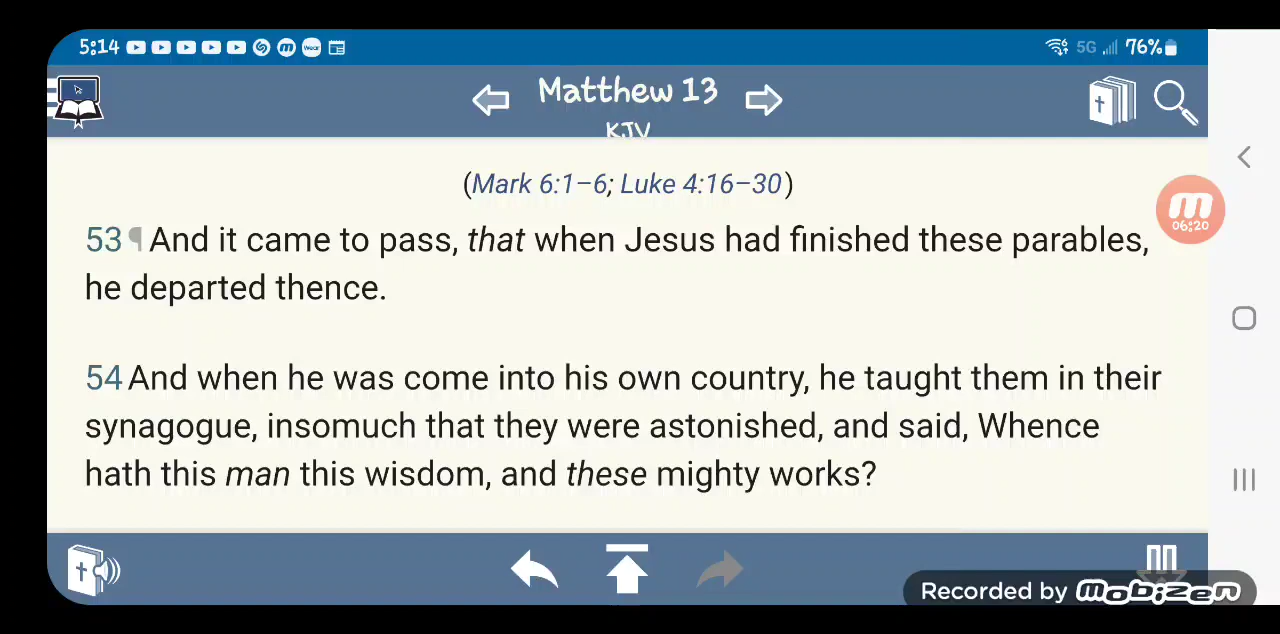 5:14 5G 76%
Matthew 13
KJV
(Mark 6:1–6; Luke 4:16–30)
06:20
53 ¶ And it came to pass, that when Jesus had finished these parables,
he departed thence.
54 And when he was come into his own country, he taught them in their
synagogue, insomuch that they were astonished, and said, Whence
hath this man this wisdom, and these mighty works?
Recorded by mobizen